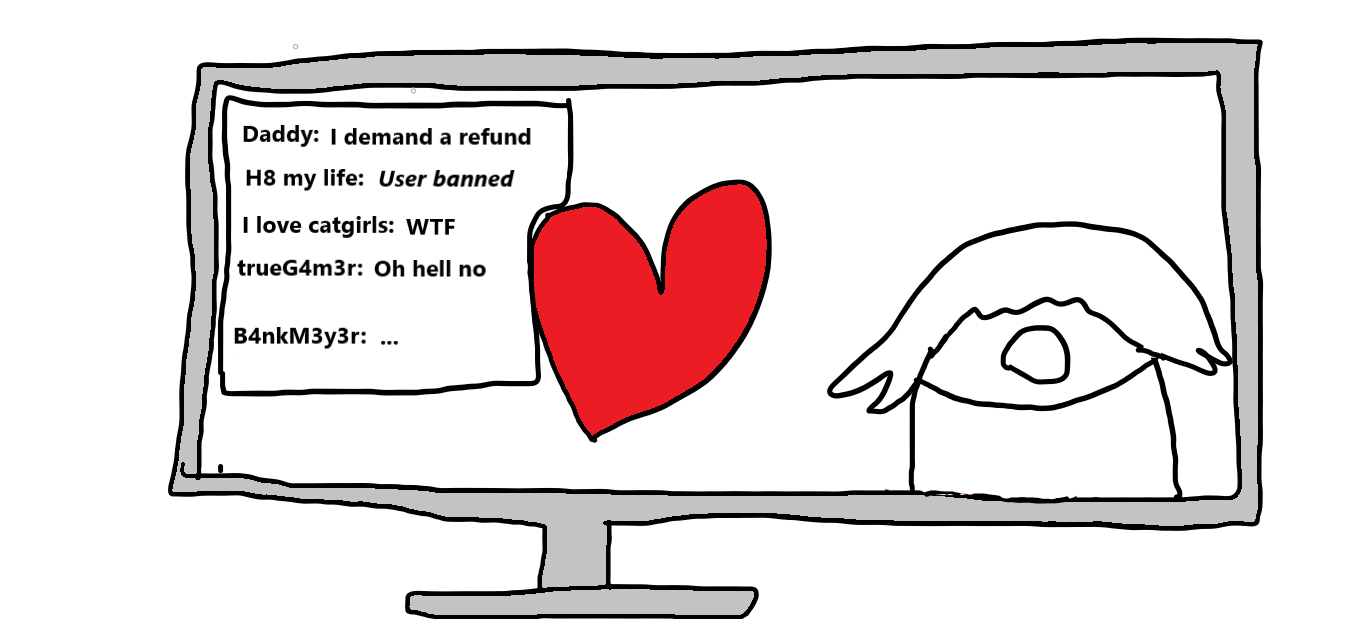 Daddy: I demand a refund
H8 my life: User banned
I love catgirls: WTF
trueG4m3r: Oh hell no
B4nkM3y3r: ...